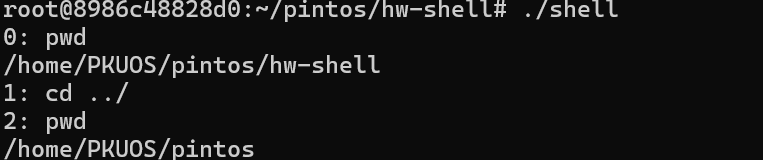 root@8986c48828d0:~/pintos/hw-shell# ./shell
0: pwd
/home/PKUOS/pintos/hw-shell
1: cd ../
2: pwd
/home/PKUOS/pintos